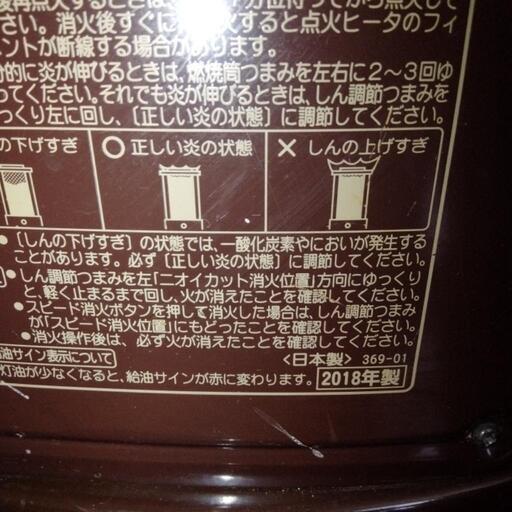 さい。消火後すぐに
すると点火ヒータのフィ
ントが断線する場合があります。
的に炎が伸びるときは、燃焼筒つまみを左右に2〜3回ゆ
ってください。それでも炎が伸びるときは、しん調節つまみを
っくり左に回し、〔正しい炎の状態〕に調節してください。
の下げすぎ
○ 正しい炎の状態
× しんの上げすぎ
●〔しんの下げすぎ〕の状態では、一酸化炭素やにおいが発生する
ことがあります。必ず〔正しい炎の状態〕に調節してください。
●しん調節つまみを左「ニオイカット消火位置」方向にゆっくり
と、軽く止まるまで回し、火が消えたことを確認してください。
●スピード消火ボタンを押して消火した場合は、しん調節つまみ
が「スピード消火位置」にもどったことを確認してください。
●消火操作後は、必ず火が消えたことを確認してください。
油サイン表示について
〈日本製〉 369-01
灯油が少なくなると、給油サインが赤に変わります。
2018年製